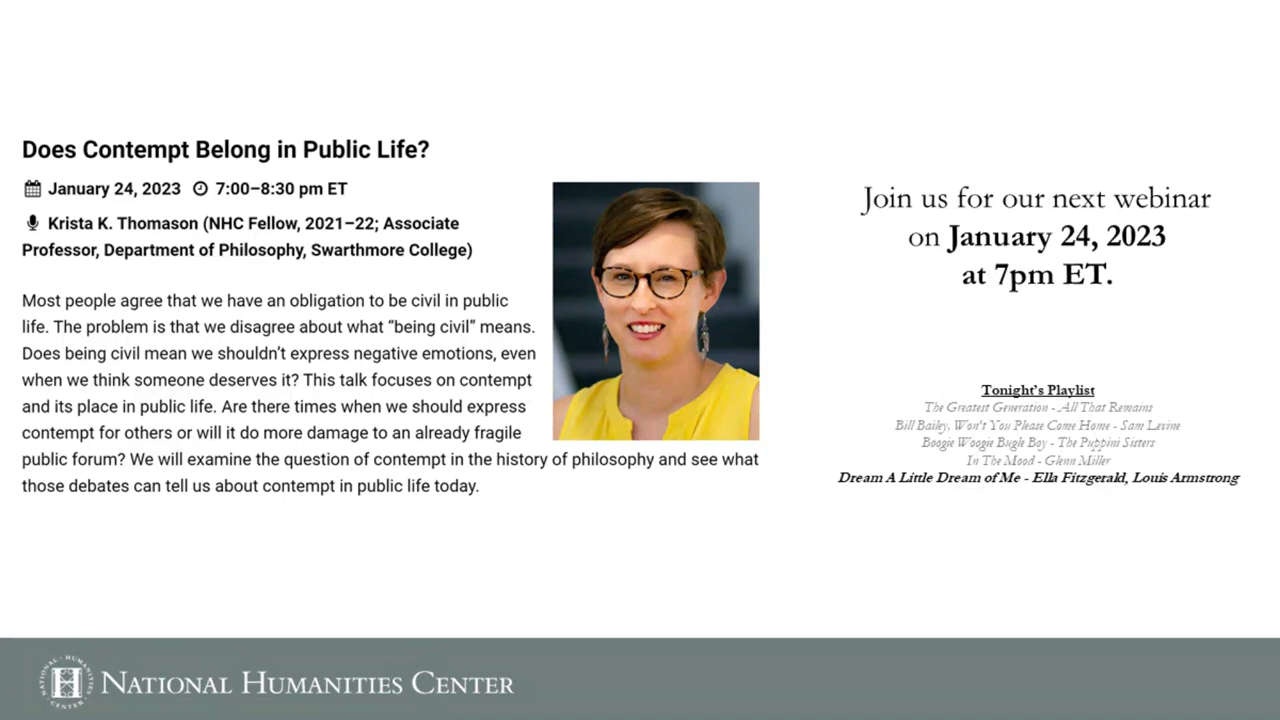 Does Contempt Belong in Public Life?
January 24, 2023 7:00–8:30 pm ET
Krista K. Thomason (NHC Fellow, 2021–22; Associate
Professor, Department of Philosophy, Swarthmore College)
Most people agree that we have an obligation to be civil in public
life. The problem is that we disagree about what “being civil” means.
Does being civil mean we shouldn’t express negative emotions, even
when we think someone deserves it? This talk focuses on contempt
and its place in public life. Are there times when we should express
contempt for others or will it do more damage to an already fragile
public forum? We will examine the question of contempt in the history of philosophy and see what
those debates can tell us about contempt in public life today.
Join us for our next webinar
on January 24, 2023
at 7pm ET.
Tonight's Playlist
The Greatest Generation - All That Remains
Bill Bailey, Won't You Please Come Home - Sam Levine
Boogie Woogie Bugle Boy - The Puppini Sisters
In The Mood - Glenn Miller
Dream A Little Dream of Me - Ella Fitzgerald, Louis Armstrong
NATIONAL · HUMANITIES · CENTER ·
H
NATIONAL HUMANITIES CENTER